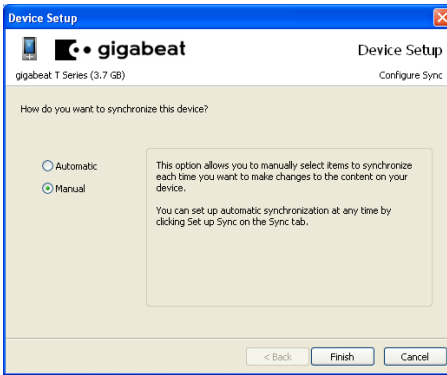 Device Setup
gigabeat
Device Setup
gigabeat T Series (3.7 GB)
Configure Sync
How do you want to synchronize this device?
Automatic
Manual
This option allows you to manually select items to synchronize
each time you want to make changes to the content on your
device.
You can set up automatic synchronization at any time by
clicking Set up Sync on the Sync tab.
< Back
Finish
Cancel